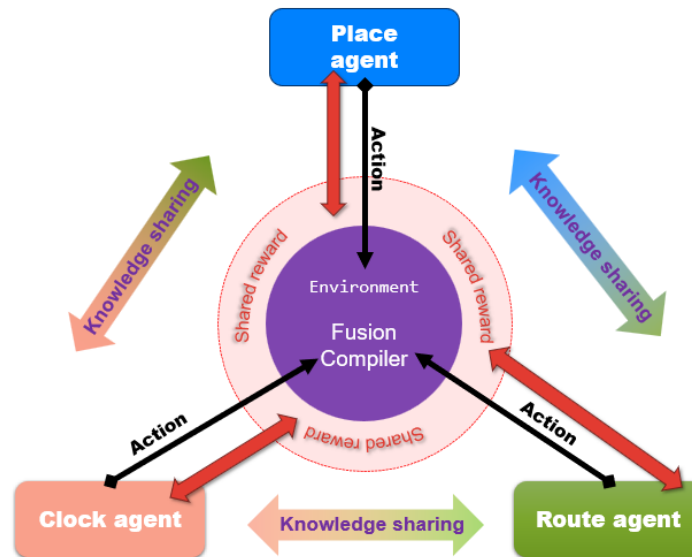 Place
agent
Action
Knowledge sharing
Knowledge sharing
Shared reward
Shared reward
Environment
Fusion
Compiler
Shared reward
Action
Action
Clock agent
Knowledge sharing
Route agent